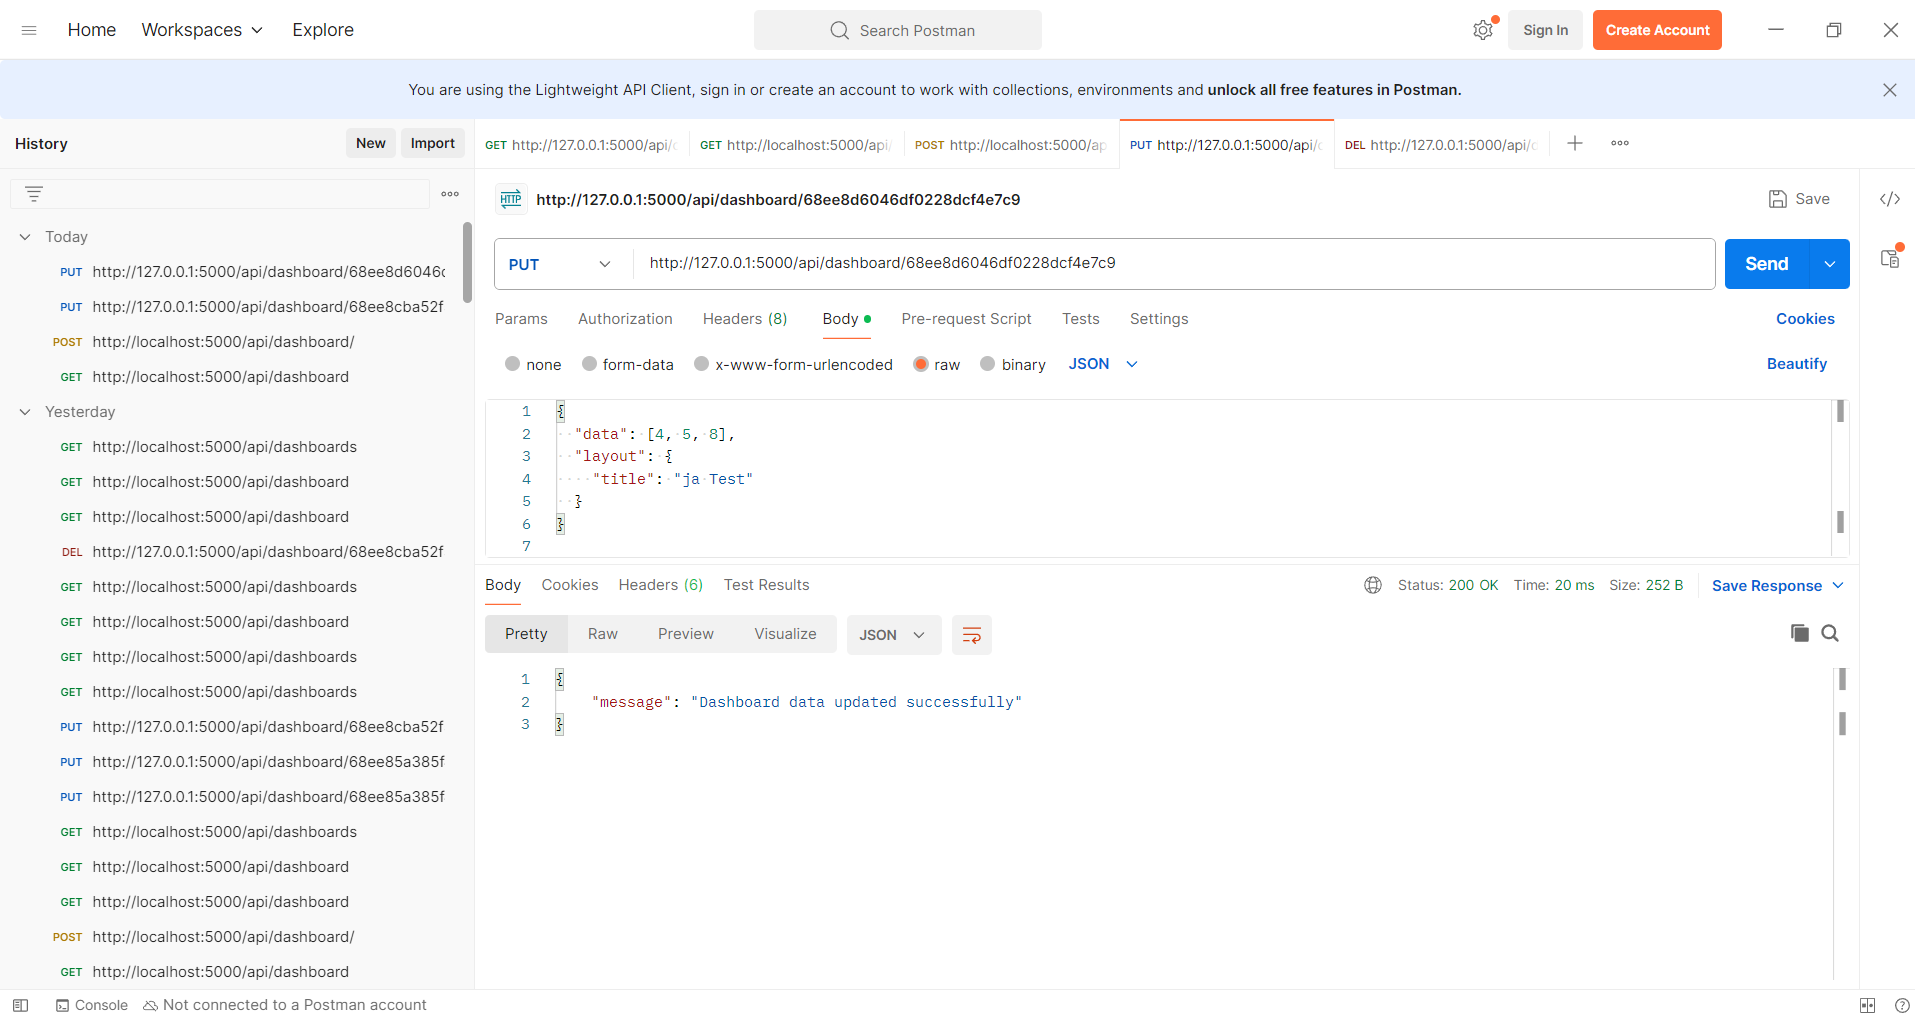 Home Workspaces Explore Search Postman Sign In Create Account
You are using the Lightweight API Client, sign in or create an account to work with collections, environments and unlock all free features in Postman.
History New Import
GET http://127.0.0.1:5000/api/ GET http://localhost:5000/api/ POST http://localhost:5000/ap PUT http://127.0.0.1:5000/api/ DEL http://127.0.0.1:5000/api/
HTTP http://127.0.0.1:5000/api/dashboard/68ee8d6046df0228dcf4e7c9 Save </>
Today
PUT http://127.0.0.1:5000/api/dashboard/68ee8d6046
PUT http://127.0.0.1:5000/api/dashboard/68ee8cba52f
POST http://localhost:5000/api/dashboard/
GET http://localhost:5000/api/dashboard
Yesterday
GET http://localhost:5000/api/dashboards
GET http://localhost:5000/api/dashboard
GET http://localhost:5000/api/dashboard
DEL http://127.0.0.1:5000/api/dashboard/68ee8cba52f
GET http://localhost:5000/api/dashboards
GET http://localhost:5000/api/dashboard
GET http://localhost:5000/api/dashboards
GET http://localhost:5000/api/dashboards
PUT http://127.0.0.1:5000/api/dashboard/68ee8cba52f
PUT http://127.0.0.1:5000/api/dashboard/68ee85a385f
PUT http://127.0.0.1:5000/api/dashboard/68ee85a385f
GET http://localhost:5000/api/dashboards
GET http://localhost:5000/api/dashboard
GET http://localhost:5000/api/dashboard
POST http://localhost:5000/api/dashboard/
GET http://localhost:5000/api/dashboard
PUT http://127.0.0.1:5000/api/dashboard/68ee8d6046df0228dcf4e7c9 Send
Params Authorization Headers (8) Body Pre-request Script Tests Settings Cookies
none form-data x-www-form-urlencoded raw binary JSON Beautify
1 {
2 "data": [4, 5, 8],
3 "layout": {
4 "title": "ja Test"
5 }
6 }
7
Body Cookies Headers (6) Test Results Status: 200 OK Time: 20 ms Size: 252 B Save Response
Pretty Raw Preview Visualize JSON
1 {
2 "message": "Dashboard data updated successfully"
3 }
Console Not connected to a Postman account